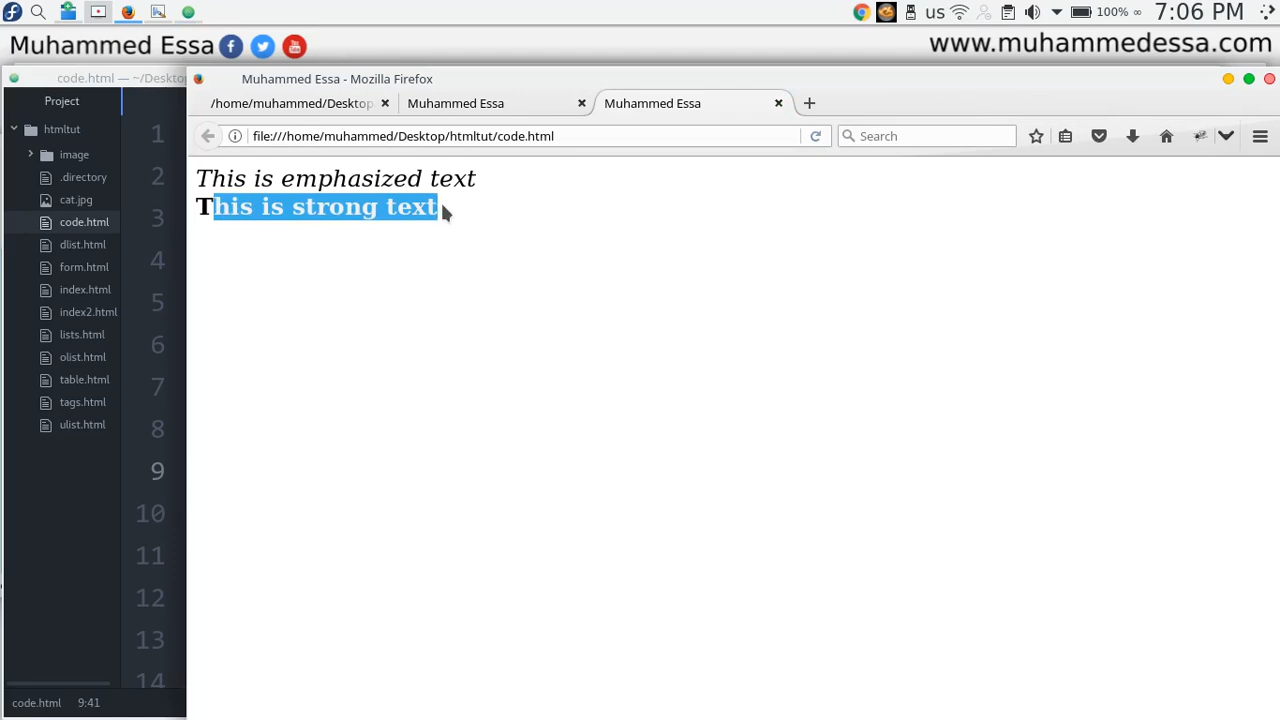 us
100%
7:06 PM
Muhammed Essa
www.muhammedessa.com
code.html — ~/Desktop
Muhammed Essa - Mozilla Firefox
Project
/home/muhammed/Desktop
Muhammed Essa
Muhammed Essa
file:///home/muhammed/Desktop/htmltut/code.html
Search
htmltut
image
.directory
cat.jpg
code.html
dlist.html
form.html
index.html
index2.html
lists.html
olist.html
table.html
tags.html
ulist.html
1
2
3
4
5
6
7
8
9
10
11
12
13
14
This is emphasized text
This is strong text
code.html 9:41